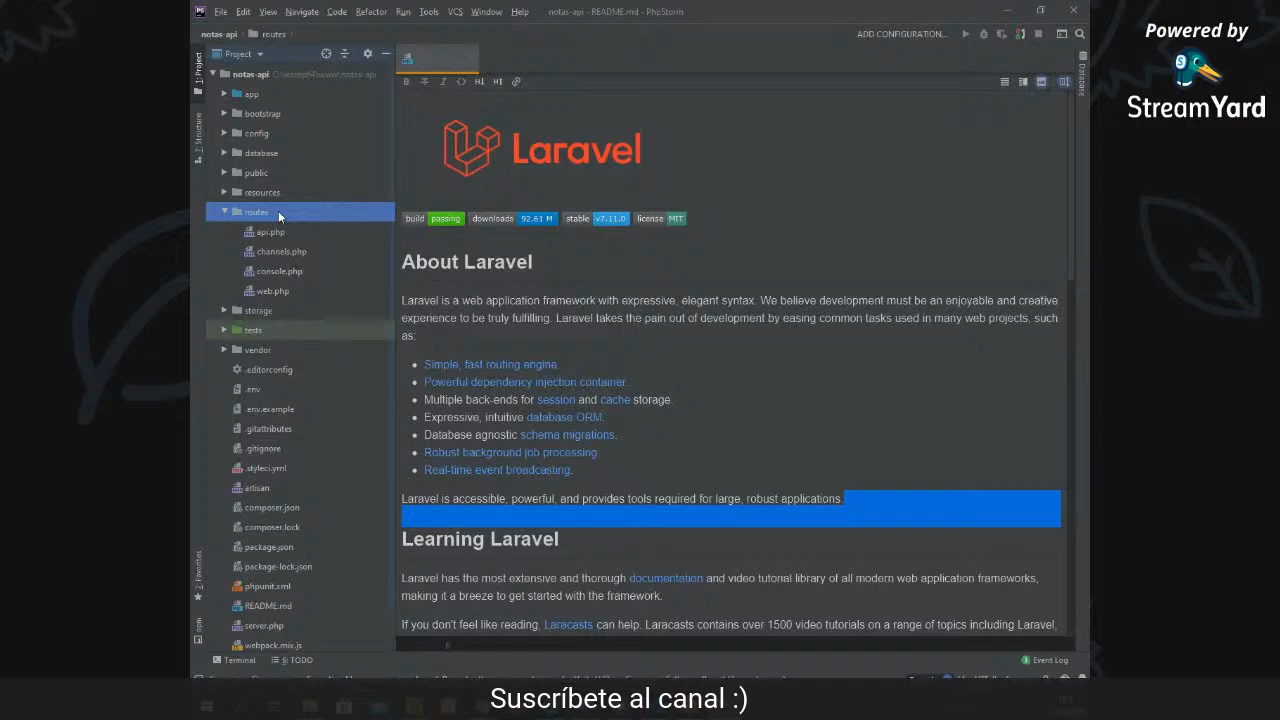 File Edit View Navigate Code Refactor Run Tools VCS Window Help notas-api - README.md - PhpStorm
notas-api routes ADD CONFIGURATION...
Powered by
StreamYard
Project
1: Project
notas-api C:\wamp64\www\notas-api
app
bootstrap
config
database
public
resources
routes
api.php
channels.php
console.php
web.php
storage
tests
vendor
.editorconfig
.env
.env.example
.gitattributes
.gitignore
.styleci.yml
artisan
composer.json
composer.lock
package.json
package-lock.json
phpunit.xml
README.md
server.php
webpack.mix.js
7: Structure
2: Favorites
npm
Database
Laravel
build passing downloads 92.61 M stable v7.11.0 license MIT
About Laravel
Laravel is a web application framework with expressive, elegant syntax. We believe development must be an enjoyable and creative
experience to be truly fulfilling. Laravel takes the pain out of development by easing common tasks used in many web projects, such
as:
Simple, fast routing engine.
Powerful dependency injection container.
Multiple back-ends for session and cache storage.
Expressive, intuitive database ORM.
Database agnostic schema migrations.
Robust background job processing.
Real-time event broadcasting.
Laravel is accessible, powerful, and provides tools required for large, robust applications.
Learning Laravel
Laravel has the most extensive and thorough documentation and video tutorial library of all modern web application frameworks,
making it a breeze to get started with the framework.
If you don't feel like reading, Laracasts can help. Laracasts contains over 1500 video tutorials on a range of topics including Laravel,
Terminal 6: TODO Event Log
Suscríbete al canal :)